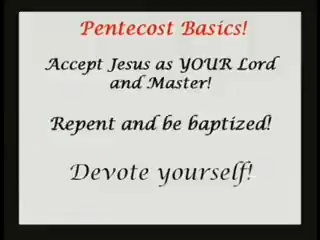 Pentecost Basics!
Accept Jesus as YOUR Lord
and Master!
Repent and be baptized!
Devote yourself!